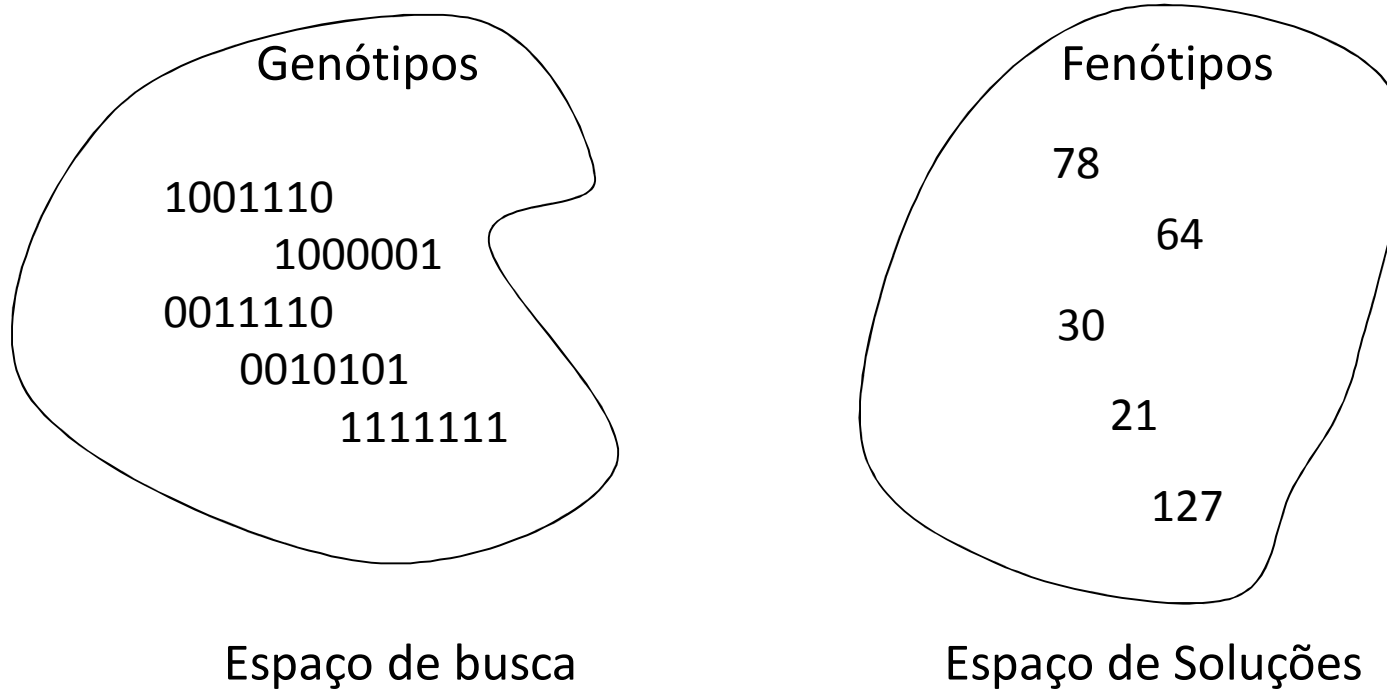 Genótipos
1001110
1000001
0011110
0010101
1111111
Espaço de busca
Fenótipos
78
64
30
21
127
Espaço de Soluções